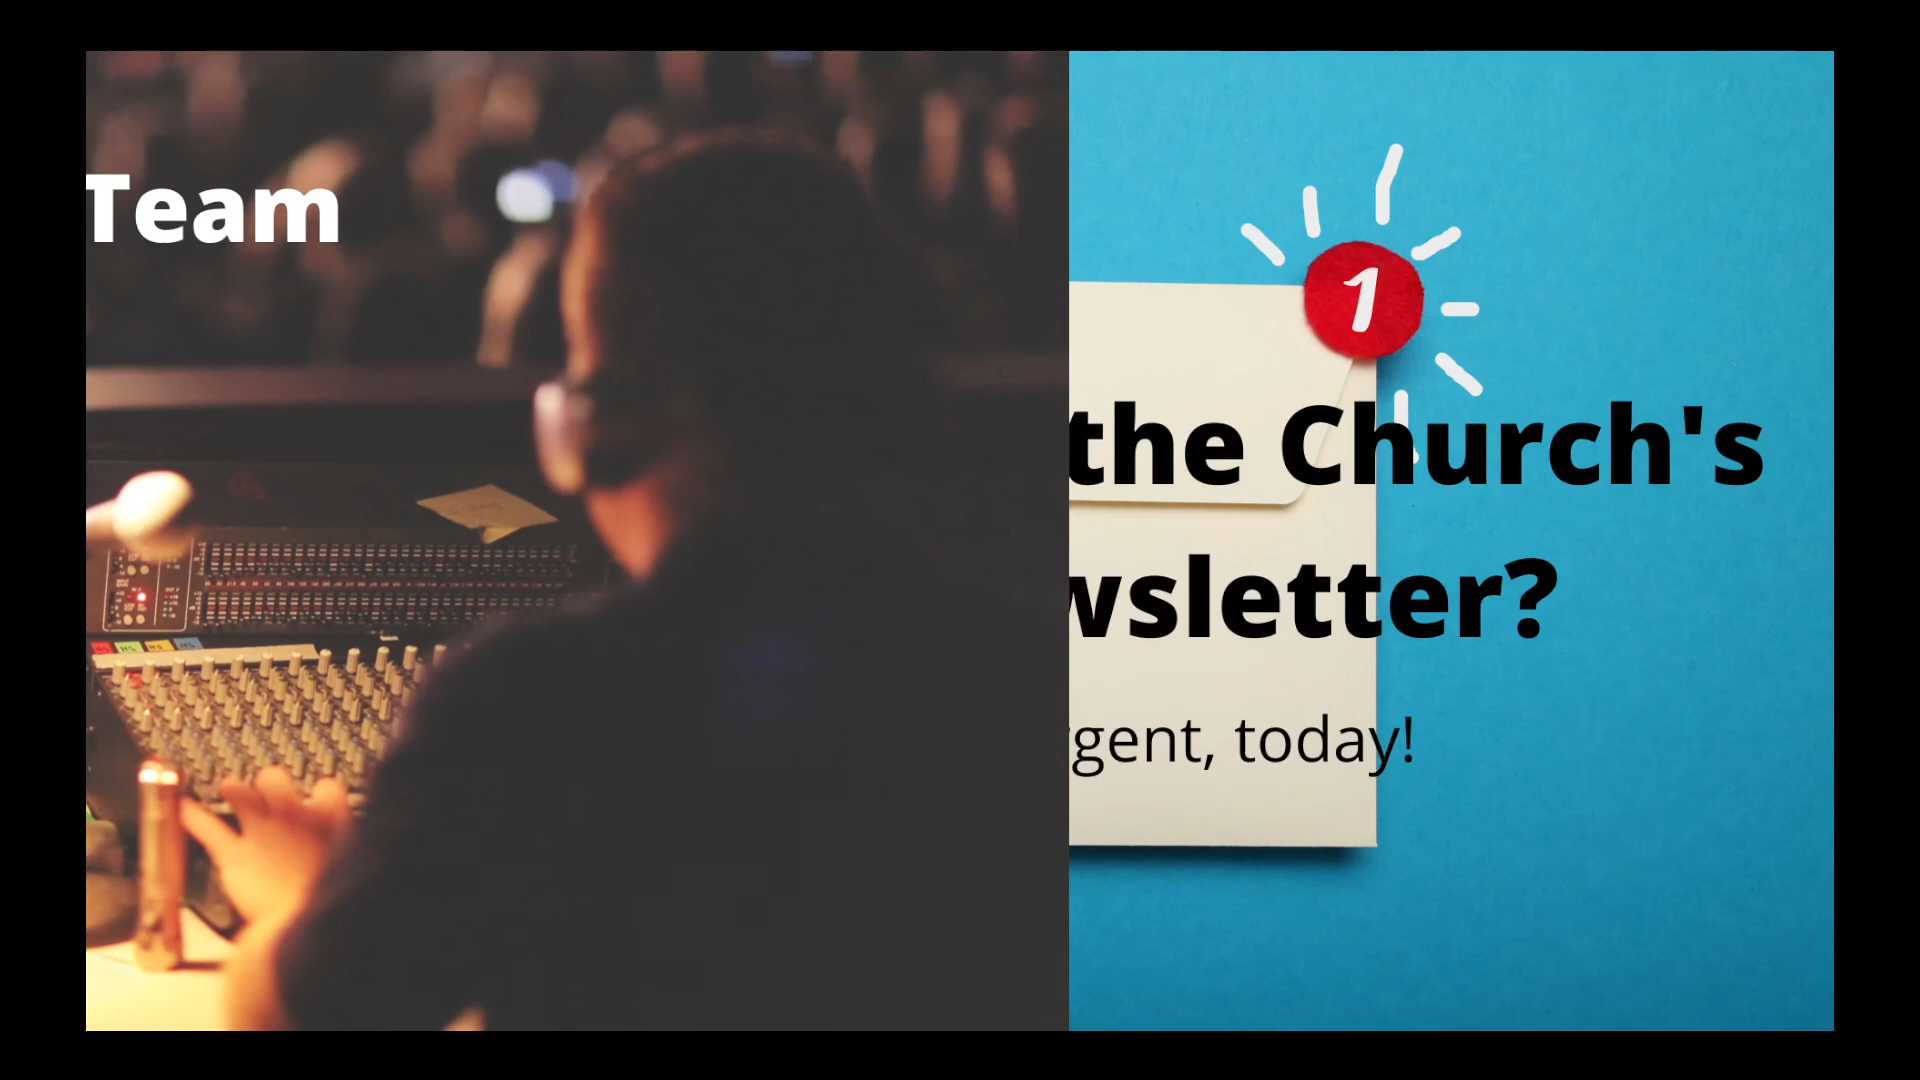 Team
1
the Church's
wsletter?
gent, today!